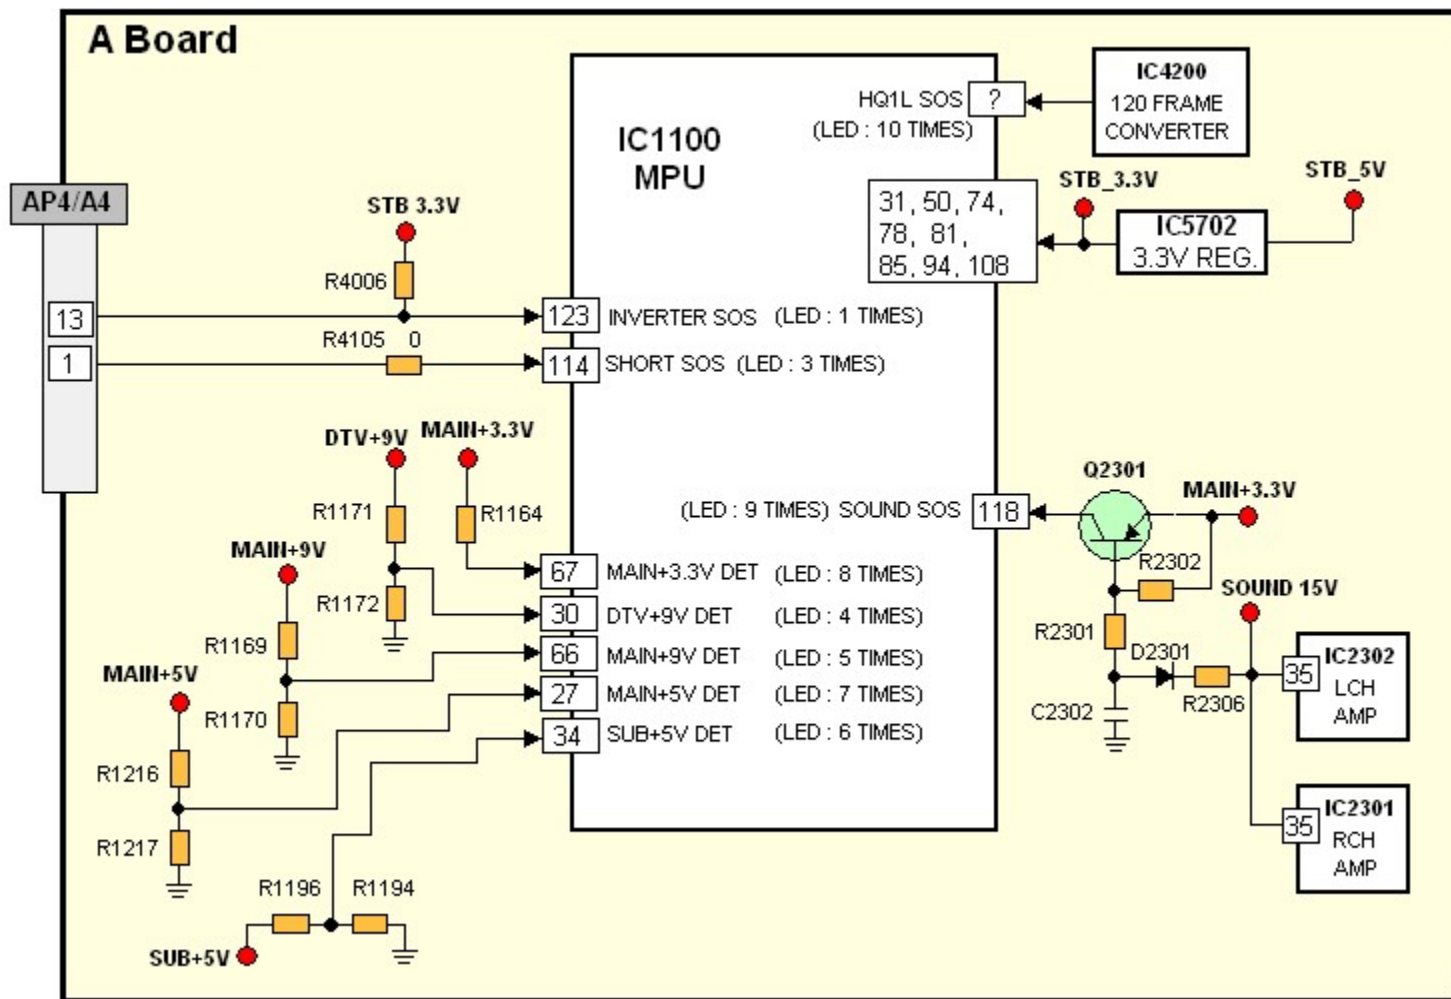 A Board
IC1100
MPU
HQ1L SOS
?
(LED : 10 TIMES)
IC4200
120 FRAME
CONVERTER
AP4/A4
STB 3.3V
R4006
31, 50, 74,
78, 81,
85, 94, 108
STB_3.3V
IC5702
3.3V REG.
STB_5V
13
123
INVERTER SOS (LED : 1 TIMES)
R4105 0
1
114
SHORT SOS (LED : 3 TIMES)
DTV+9V
MAIN+3.3V
R1171
R1164
(LED : 9 TIMES) SOUND SOS
118
Q2301
MAIN+3.3V
MAIN+9V
R1172
67
MAIN+3.3V DET (LED : 8 TIMES)
30
DTV+9V DET (LED : 4 TIMES)
66
MAIN+9V DET (LED : 5 TIMES)
27
MAIN+5V DET (LED : 7 TIMES)
34
SUB+5V DET (LED : 6 TIMES)
R2302
SOUND 15V
R2301
D2301
R2306
C2302
35
IC2302
LCH
AMP
R1169
MAIN+5V
R1170
R1216
R1217
35
IC2301
RCH
AMP
R1196
R1194
SUB+5V